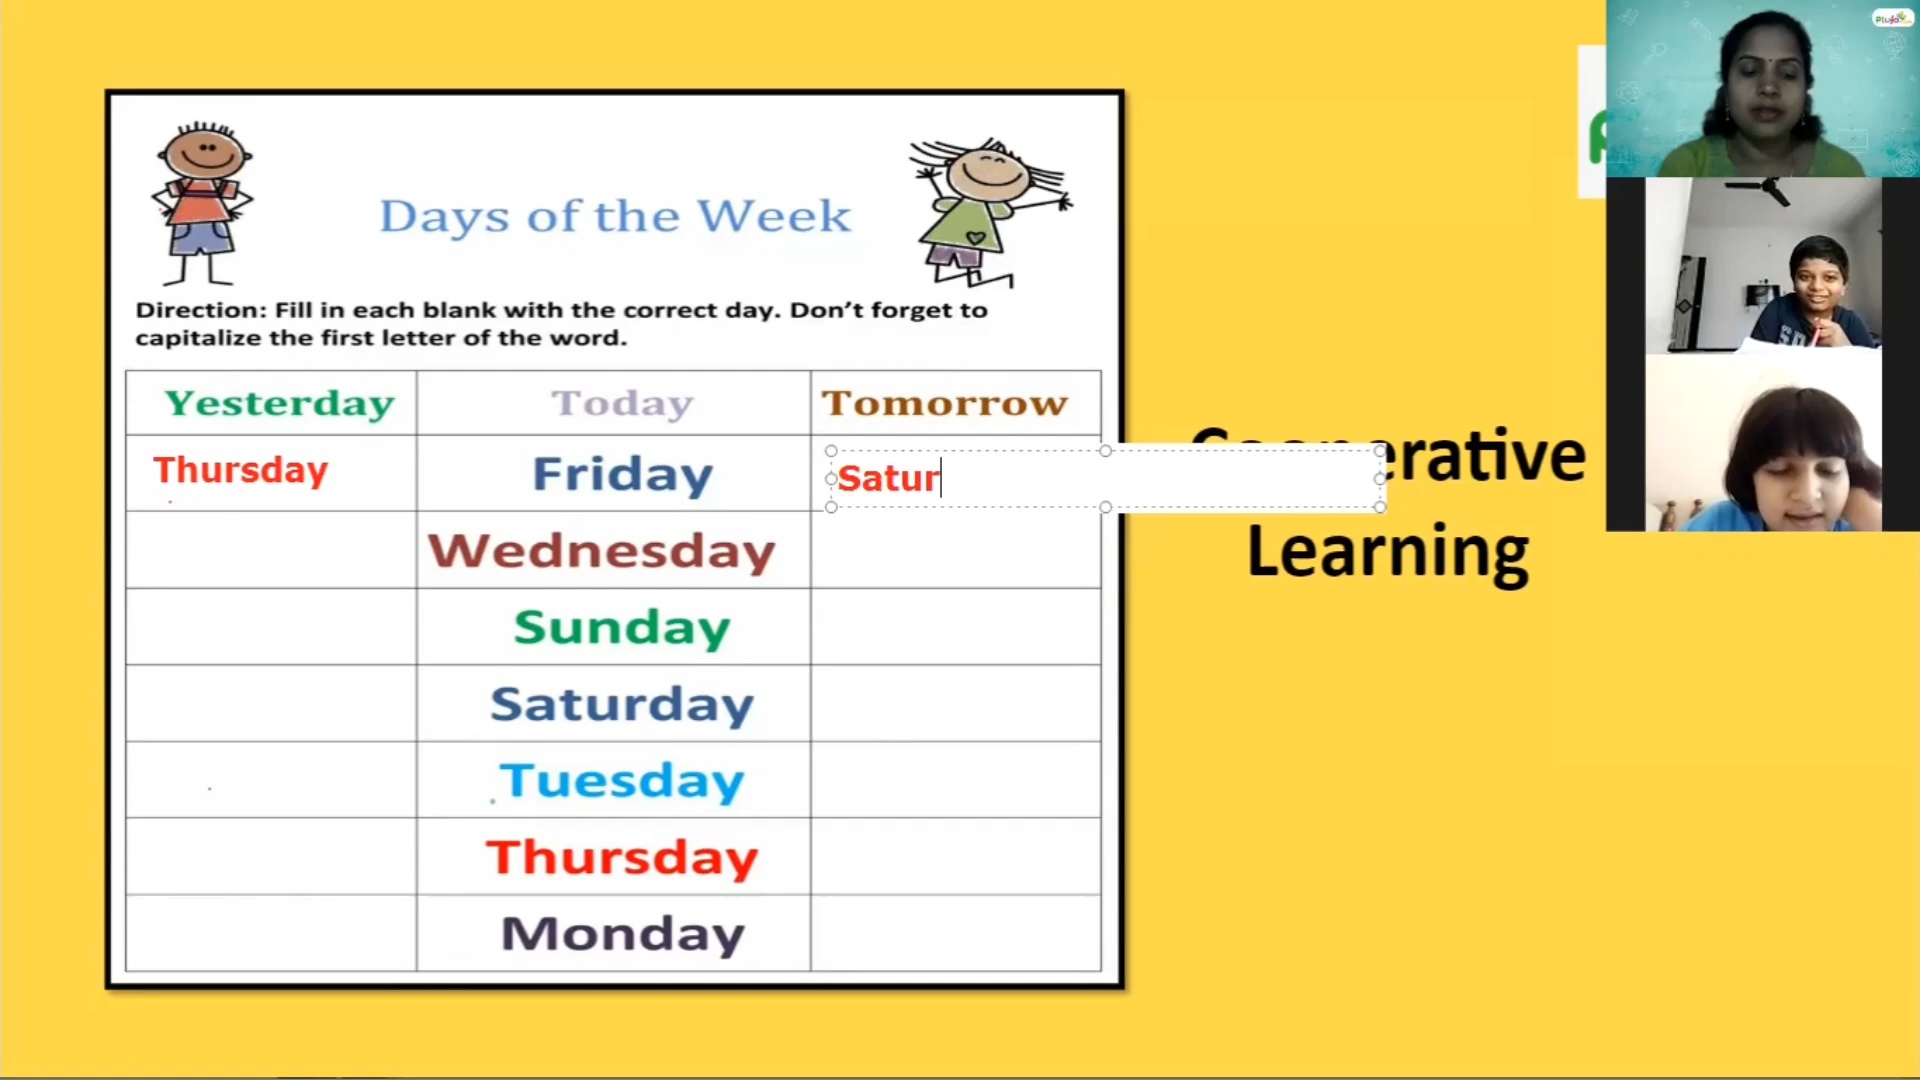 Days of the Week
Direction: Fill in each blank with the correct day. Don't forget to
capitalize the first letter of the word.
Yesterday Today Tomorrow
Thursday Friday Satur
Wednesday
Sunday
Saturday
Tuesday
Thursday
Monday
Cooperative
Learning